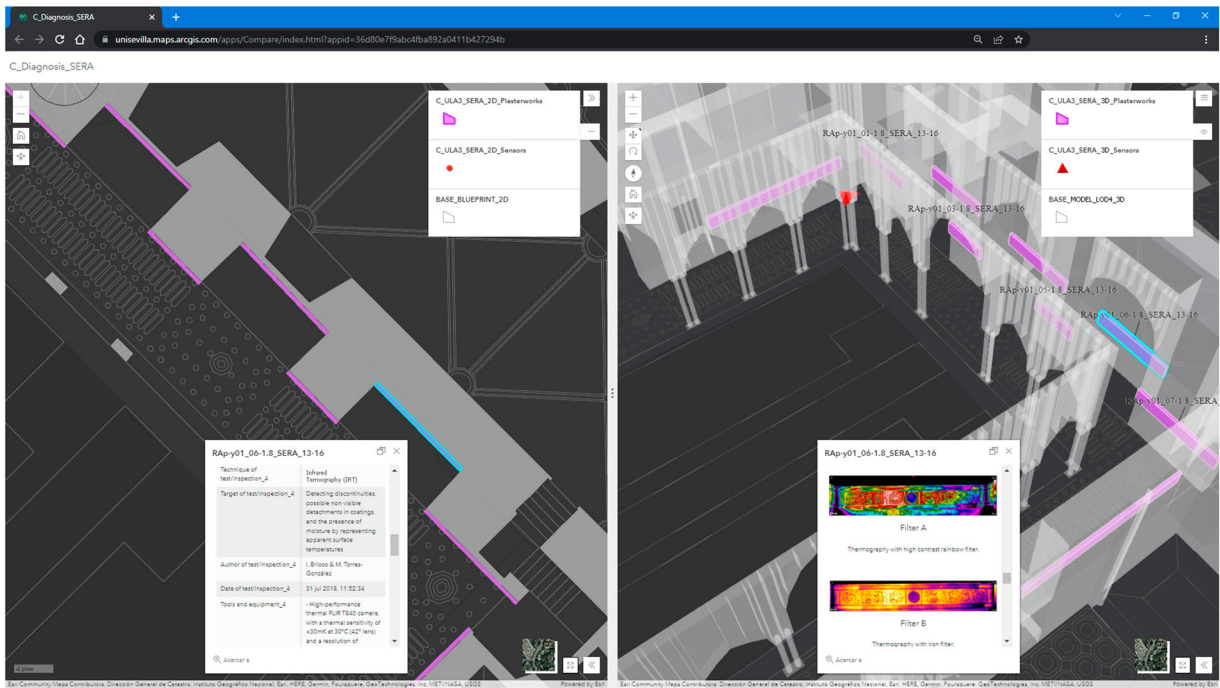 C_Diagnosis_SERA
unisevilla.maps.arcgis.com/apps/Compare/index.html?appid=36d80e7f9abc4fba892a0411b427294b
C_Diagnosis_SERA
C_ULA3_SERA_2D_Plasterworks
C_ULA3_SERA_2D_Sensors
BASE_BLUEPRINT_2D
RAp-y01_06-1.8_SERA_13-16
Technique of test/inspection_4
Infrared Termography (IRT)
Target of test/inspection_4
Detecting discontinuities,
possible non visible
detachments in coatings,
and the presence of
moisture by representing
apparent surface
temperatures
Author of test/inspection_4
I. Brioso & M. Torres-
González
Date of test/inspection_4
31 jul 2018, 11:52:34
Tools and equipment_4
- High-performance
thermal FLIR T840 camera,
with a thermal sensitivity of
<30mK at 30°C (42° lens)
and a resolution of
Acercar a
4 pies
Esri Community Maps Contributors, Dirección General de Catastro, Instituto Geográfico Nacional, Esri, HERE, Garmin, Foursquare, GeoTechnologies, Inc, METI/NASA, USGS
Powered by Esri
C_ULA3_SERA_3D_Plasterworks
C_ULA3_SERA_3D_Sensors
BASE_MODEL_LOD4_3D
RAp-y01_01-1.8_SERA_13-16
RAp-y01_03-1.8_SERA_13-16
RAp-y01_05-1.8_SERA_13-16
RAp-y01_06-1.8_SERA_13-16
RAp-y01_07-1.8_SERA
RAp-y01_06-1.8_SERA_13-16
Filter A
Thermography with high contrast rainbow filter.
Filter B
Thermography with iron filter.
Acercar a
Esri Community Maps Contributors, Dirección General de Catastro, Instituto Geográfico Nacional, Esri, HERE, Garmin, Foursquare, GeoTechnologies, Inc, METI/NASA, USGS
Powered by Esri